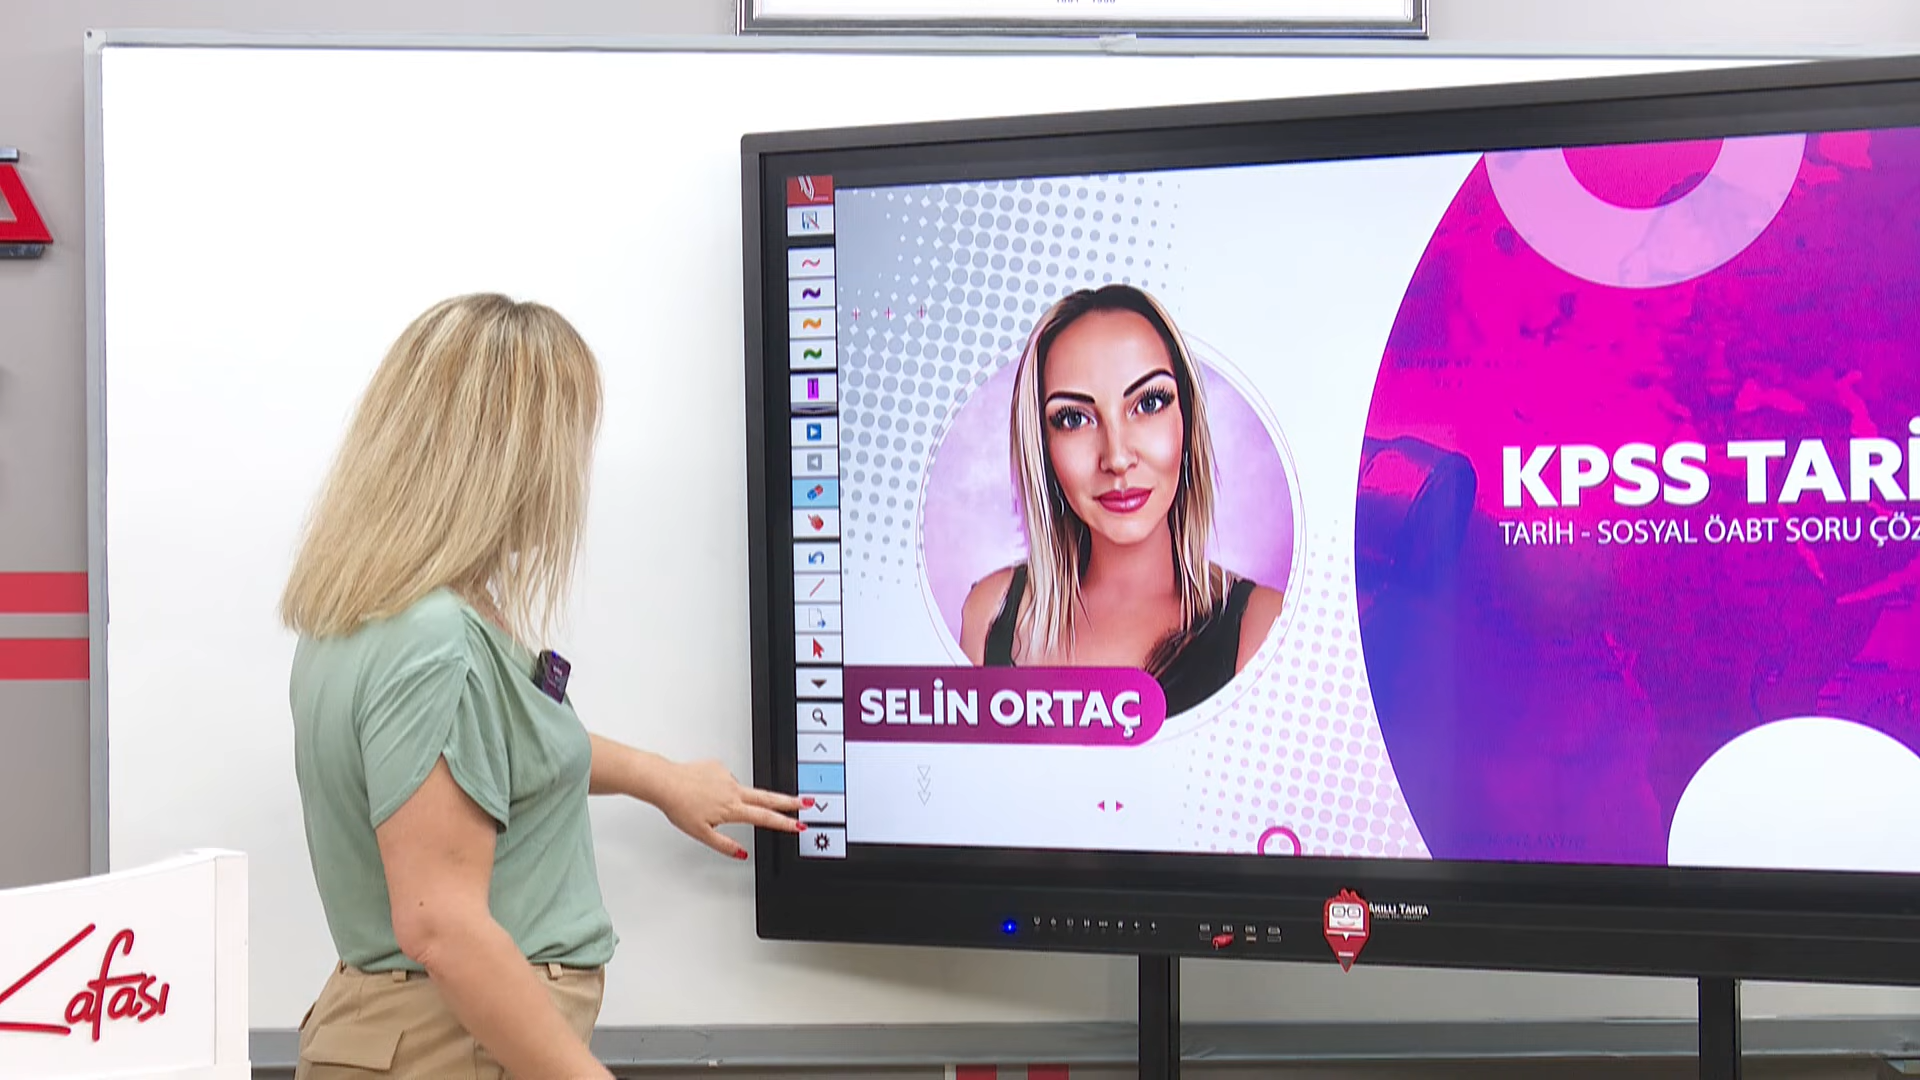 KPSS TARİ
TARİH - SOSYAL ÖABT SORU ÇÖZ
SELİN ORTAÇ
AKILLI TAHTA
Kafası